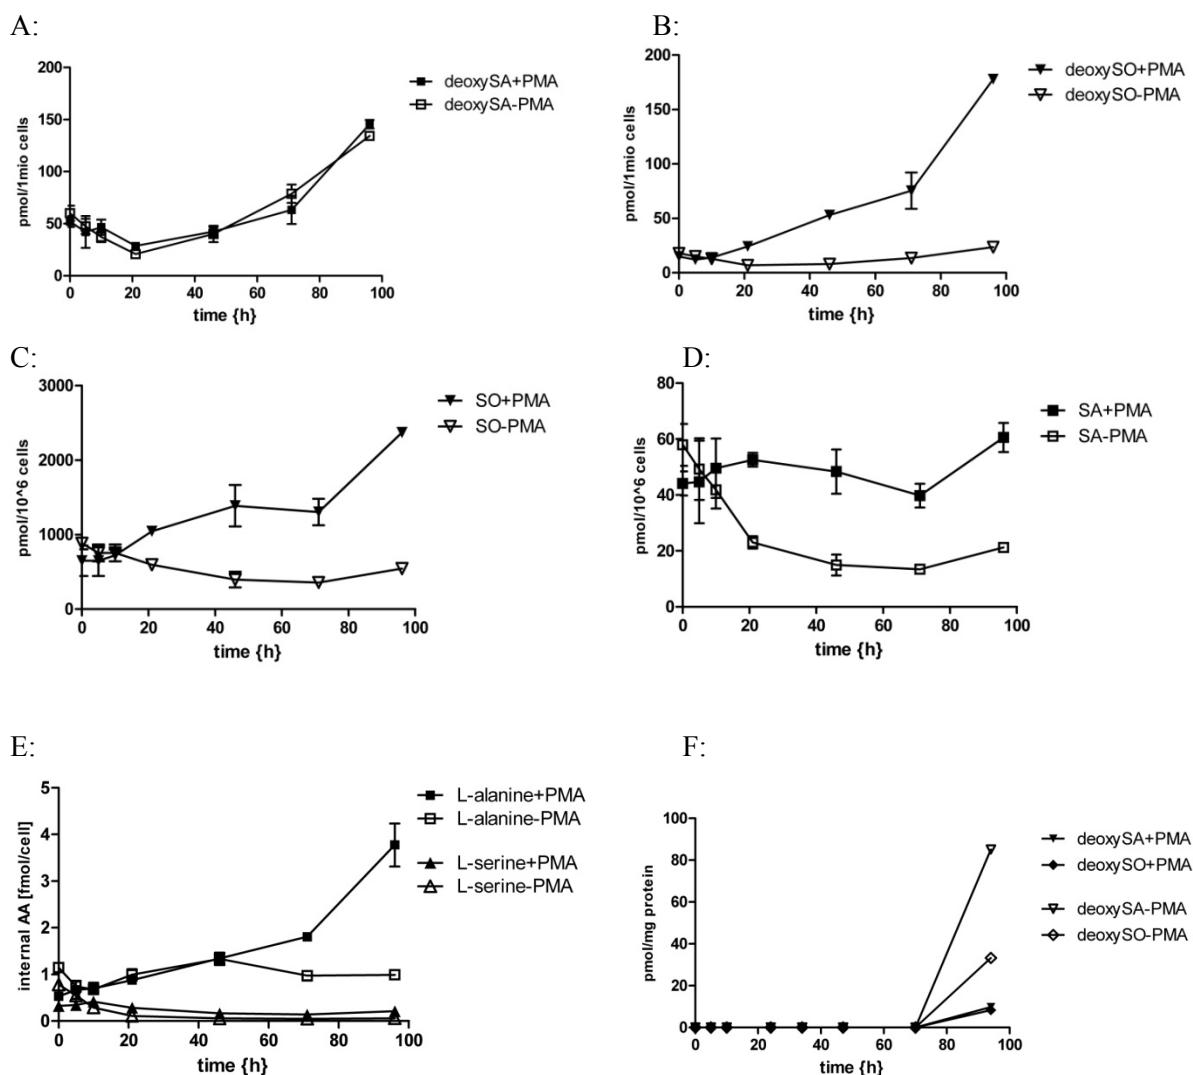 A:
200
150
100
50
0
pmol/1mio cells
0 20 40 60 80 100
time {h}
deoxySA+PMA
deoxySA-PMA
B:
200
150
100
50
0
pmol/1mio cells
0 20 40 60 80 100
time {h}
deoxySO+PMA
deoxySO-PMA
C:
3000
2000
1000
0
pmol/10^6 cells
0 20 40 60 80 100
time {h}
SO+PMA
SO-PMA
D:
80
60
40
20
0
pmol/10^6 cells
0 20 40 60 80 100
time {h}
SA+PMA
SA-PMA
E:
5
4
3
2
1
0
internal AA [fmol/cell]
0 20 40 60 80 100
time {h}
L-alanine+PMA
L-alanine-PMA
L-serine+PMA
L-serine-PMA
F:
100
80
60
40
20
0
pmol/mg protein
0 20 40 60 80 100
time {h}
deoxySA+PMA
deoxySO+PMA
deoxySA-PMA
deoxySO-PMA